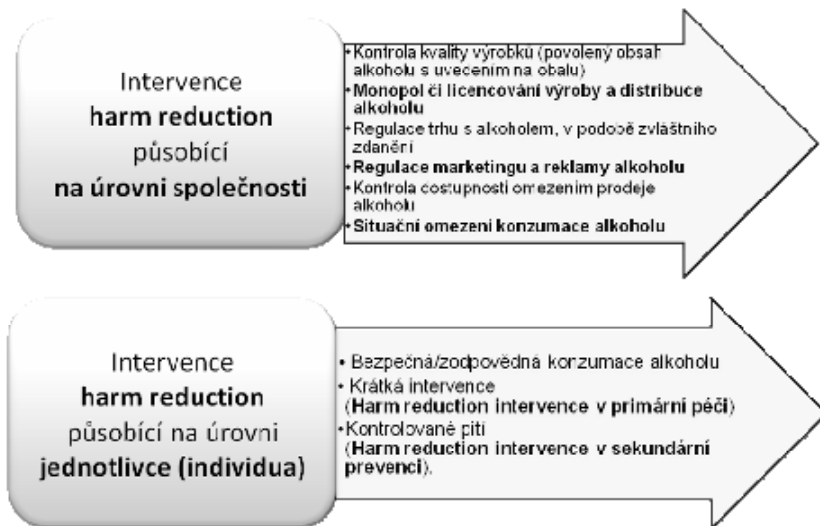 Intervence
harm reduction
působící
na úrovni společnosti
•Kontrola kvality výrobků (povolený obsah
alkoholu s uvecením na obalu)
•Monopol či licencování výroby a distribuce
alkoholu
•Regulace trhu s alkoholem, v podobě zvláštního
zdanění
•Regulace marketingu a reklamy alkoholu
•Kontrola costupnosti omezením prodeje
alkoholu
•Situační omezení konzumace alkoholu
Intervence
harm reduction
působící na úrovni
jednotlivce (individua)
• Bezpečná/zodpovědná konzumace alkoholu
• Krátká intervence
(Harm reduction intervence v primární péči)
•Kontrolované pití
(Harm reduction intervence v sekundární
prevenci).